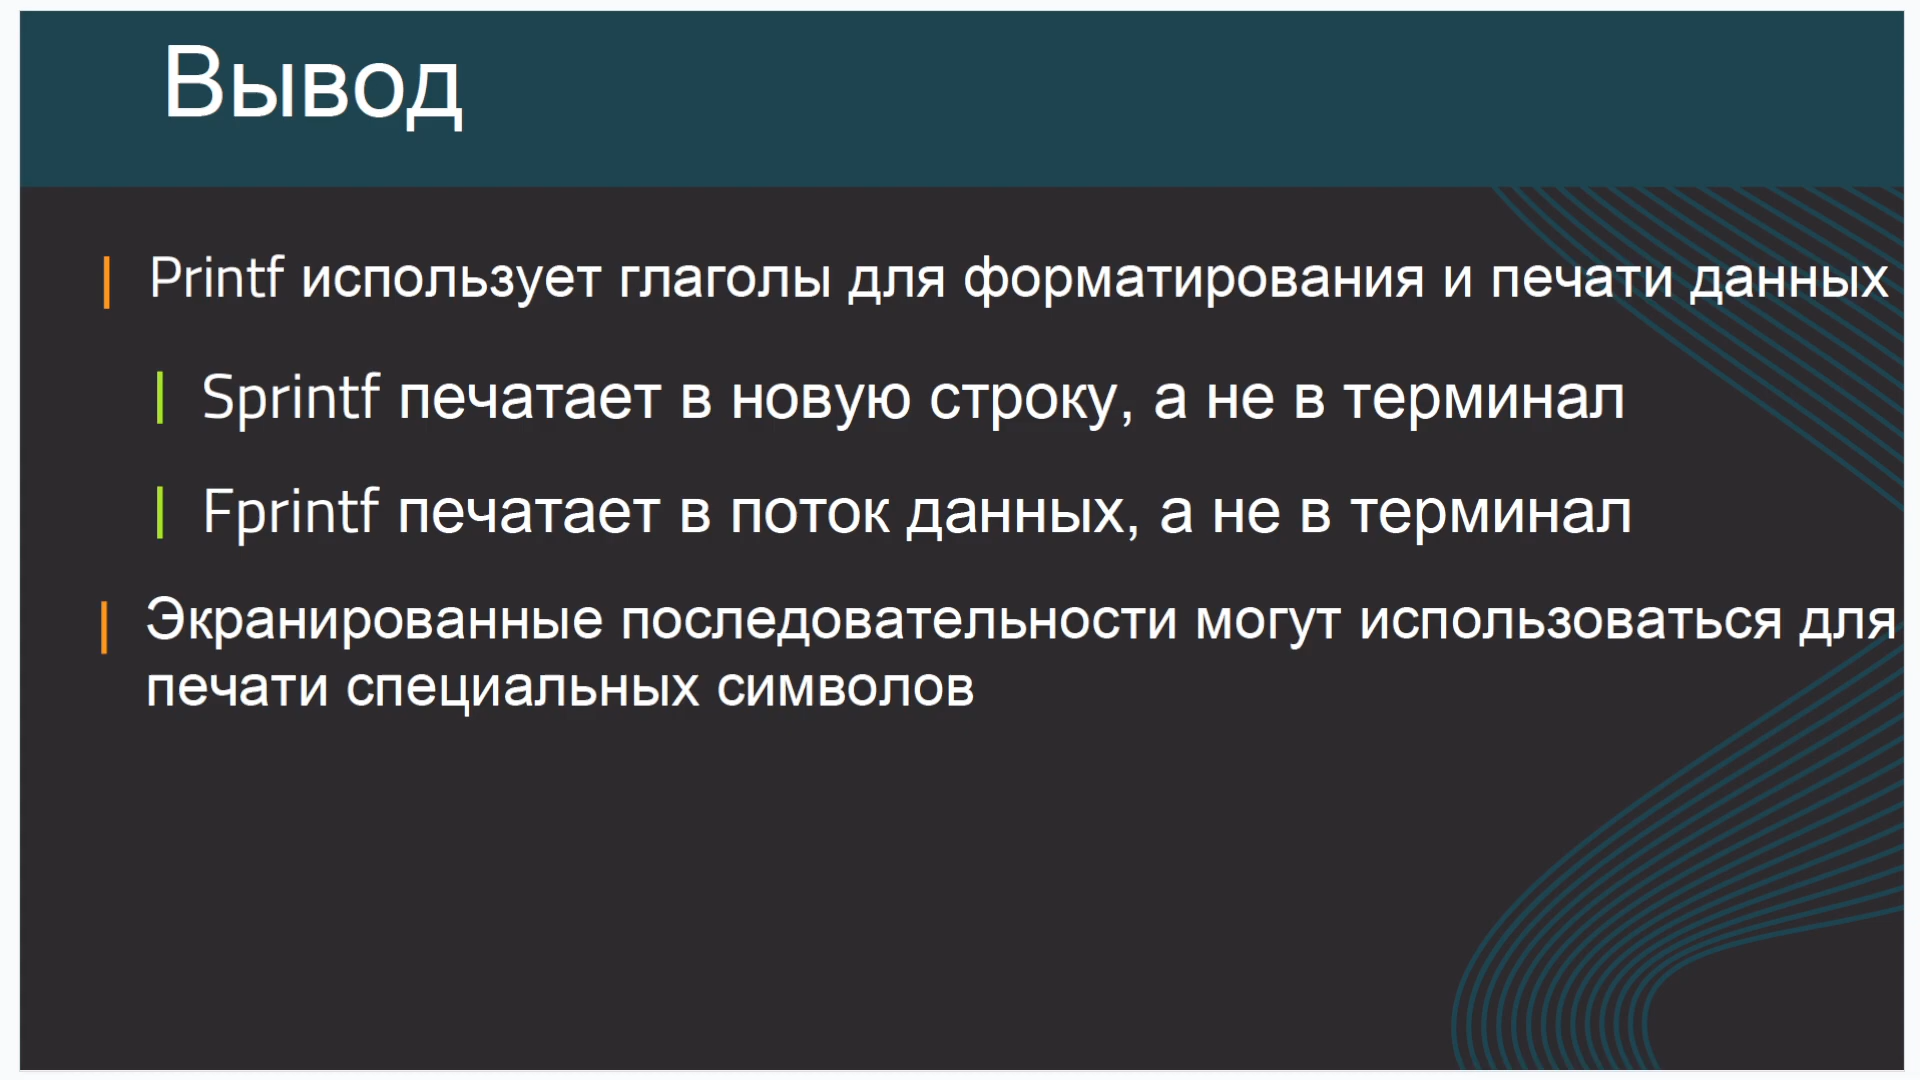 Вывод
Printf использует глаголы для форматирования и печати данных
Sprintf печатает в новую строку, а не в терминал
Fprintf печатает в поток данных, а не в терминал
Экранированные последовательности могут использоваться для
печати специальных символов